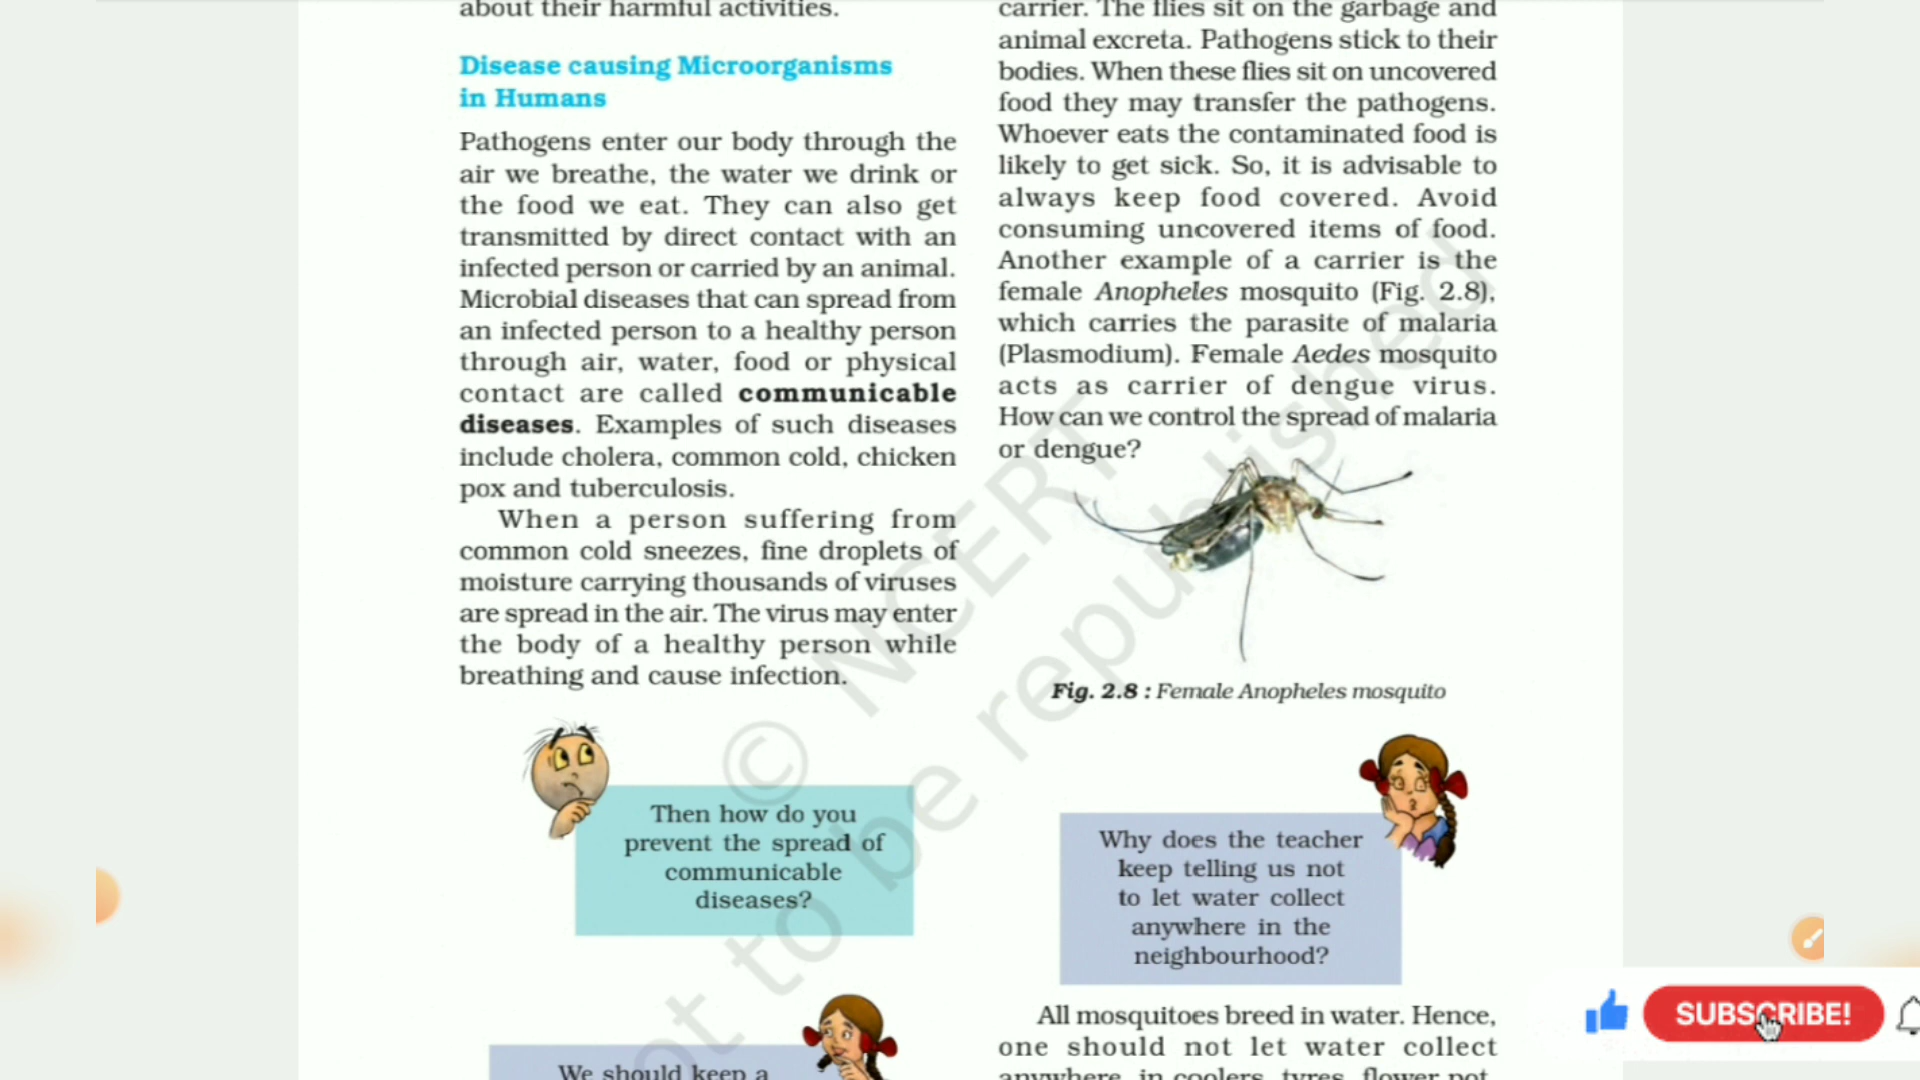 about their harmful activities.
Disease causing Microorganisms
in Humans
Pathogens enter our body through the
air we breathe, the water we drink or
the food we eat. They can also get
transmitted by direct contact with an
infected person or carried by an animal.
Microbial diseases that can spread from
an infected person to a healthy person
through air, water, food or physical
contact are called communicable
diseases. Examples of such diseases
include cholera, common cold, chicken
pox and tuberculosis.
When a person suffering from
common cold sneezes, fine droplets of
moisture carrying thousands of viruses
are spread in the air. The virus may enter
the body of a healthy person while
breathing and cause infection.
Then how do you
prevent the spread of
communicable
diseases?
We should keep a
carrier. The flies sit on the garbage and
animal excreta. Pathogens stick to their
bodies. When these flies sit on uncovered
food they may transfer the pathogens.
Whoever eats the contaminated food is
likely to get sick. So, it is advisable to
always keep food covered. Avoid
consuming uncovered items of food.
Another example of a carrier is the
female Anopheles mosquito (Fig. 2.8),
which carries the parasite of malaria
(Plasmodium). Female Aedes mosquito
acts as carrier of dengue virus.
How can we control the spread of malaria
or dengue?
Fig. 2.8 : Female Anopheles mosquito
Why does the teacher
keep telling us not
to let water collect
anywhere in the
neighbourhood?
All mosquitoes breed in water. Hence,
one should not let water collect
anywhere, in coolers, tyres, flower pot,
© NCERT
not to be republished
SUBSCRIBE!